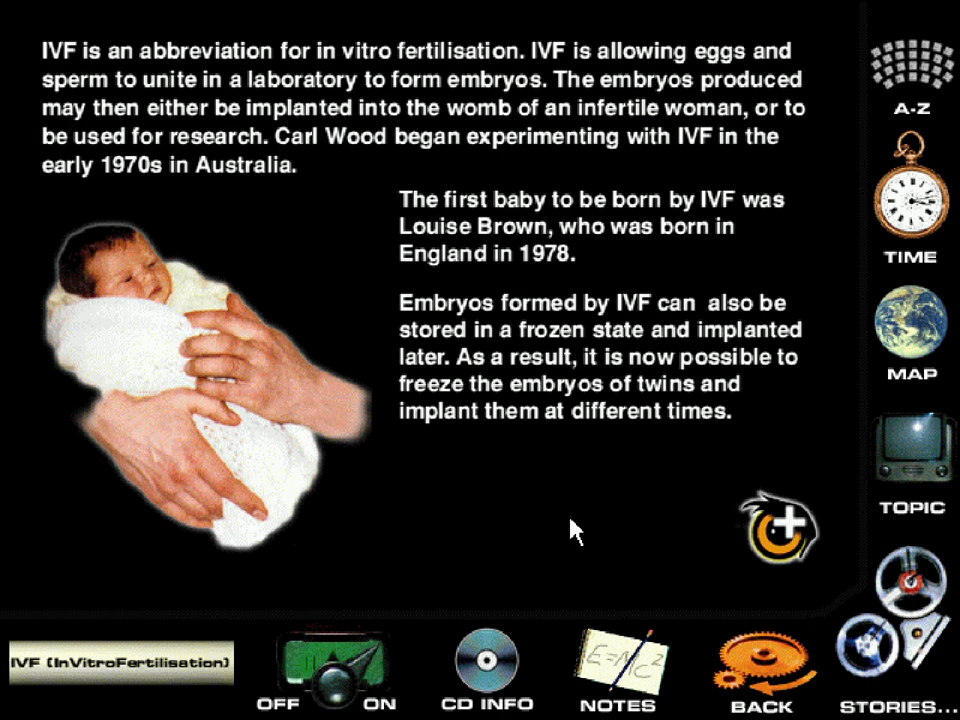 IVF is an abbreviation for in vitro fertilisation. IVF is allowing eggs and
sperm to unite in a laboratory to form embryos. The embryos produced
may then either be implanted into the womb of an infertile woman, or to
be used for research. Carl Wood began experimenting with IVF in the
early 1970s in Australia.
The first baby to be born by IVF was
Louise Brown, who was born in
England in 1978.
Embryos formed by IVF can  also be
stored in a frozen state and implanted
later. As a result, it is now possible to
freeze the embryos of twins and
implant them at different times.
A-Z
TIME
MAP
TOPIC
STORIES...
IVF (InVitroFertilisation)
OFF
ON
CD INFO
E=MC²
NOTES
BACK